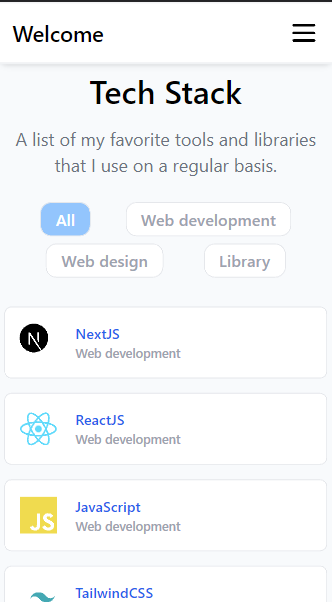 Welcome
Tech Stack
A list of my favorite tools and libraries
that I use on a regular basis.
All
Web development
Web design
Library
N
NextJS
Web development
ReactJS
Web development
JS
JavaScript
Web development
TailwindCSS